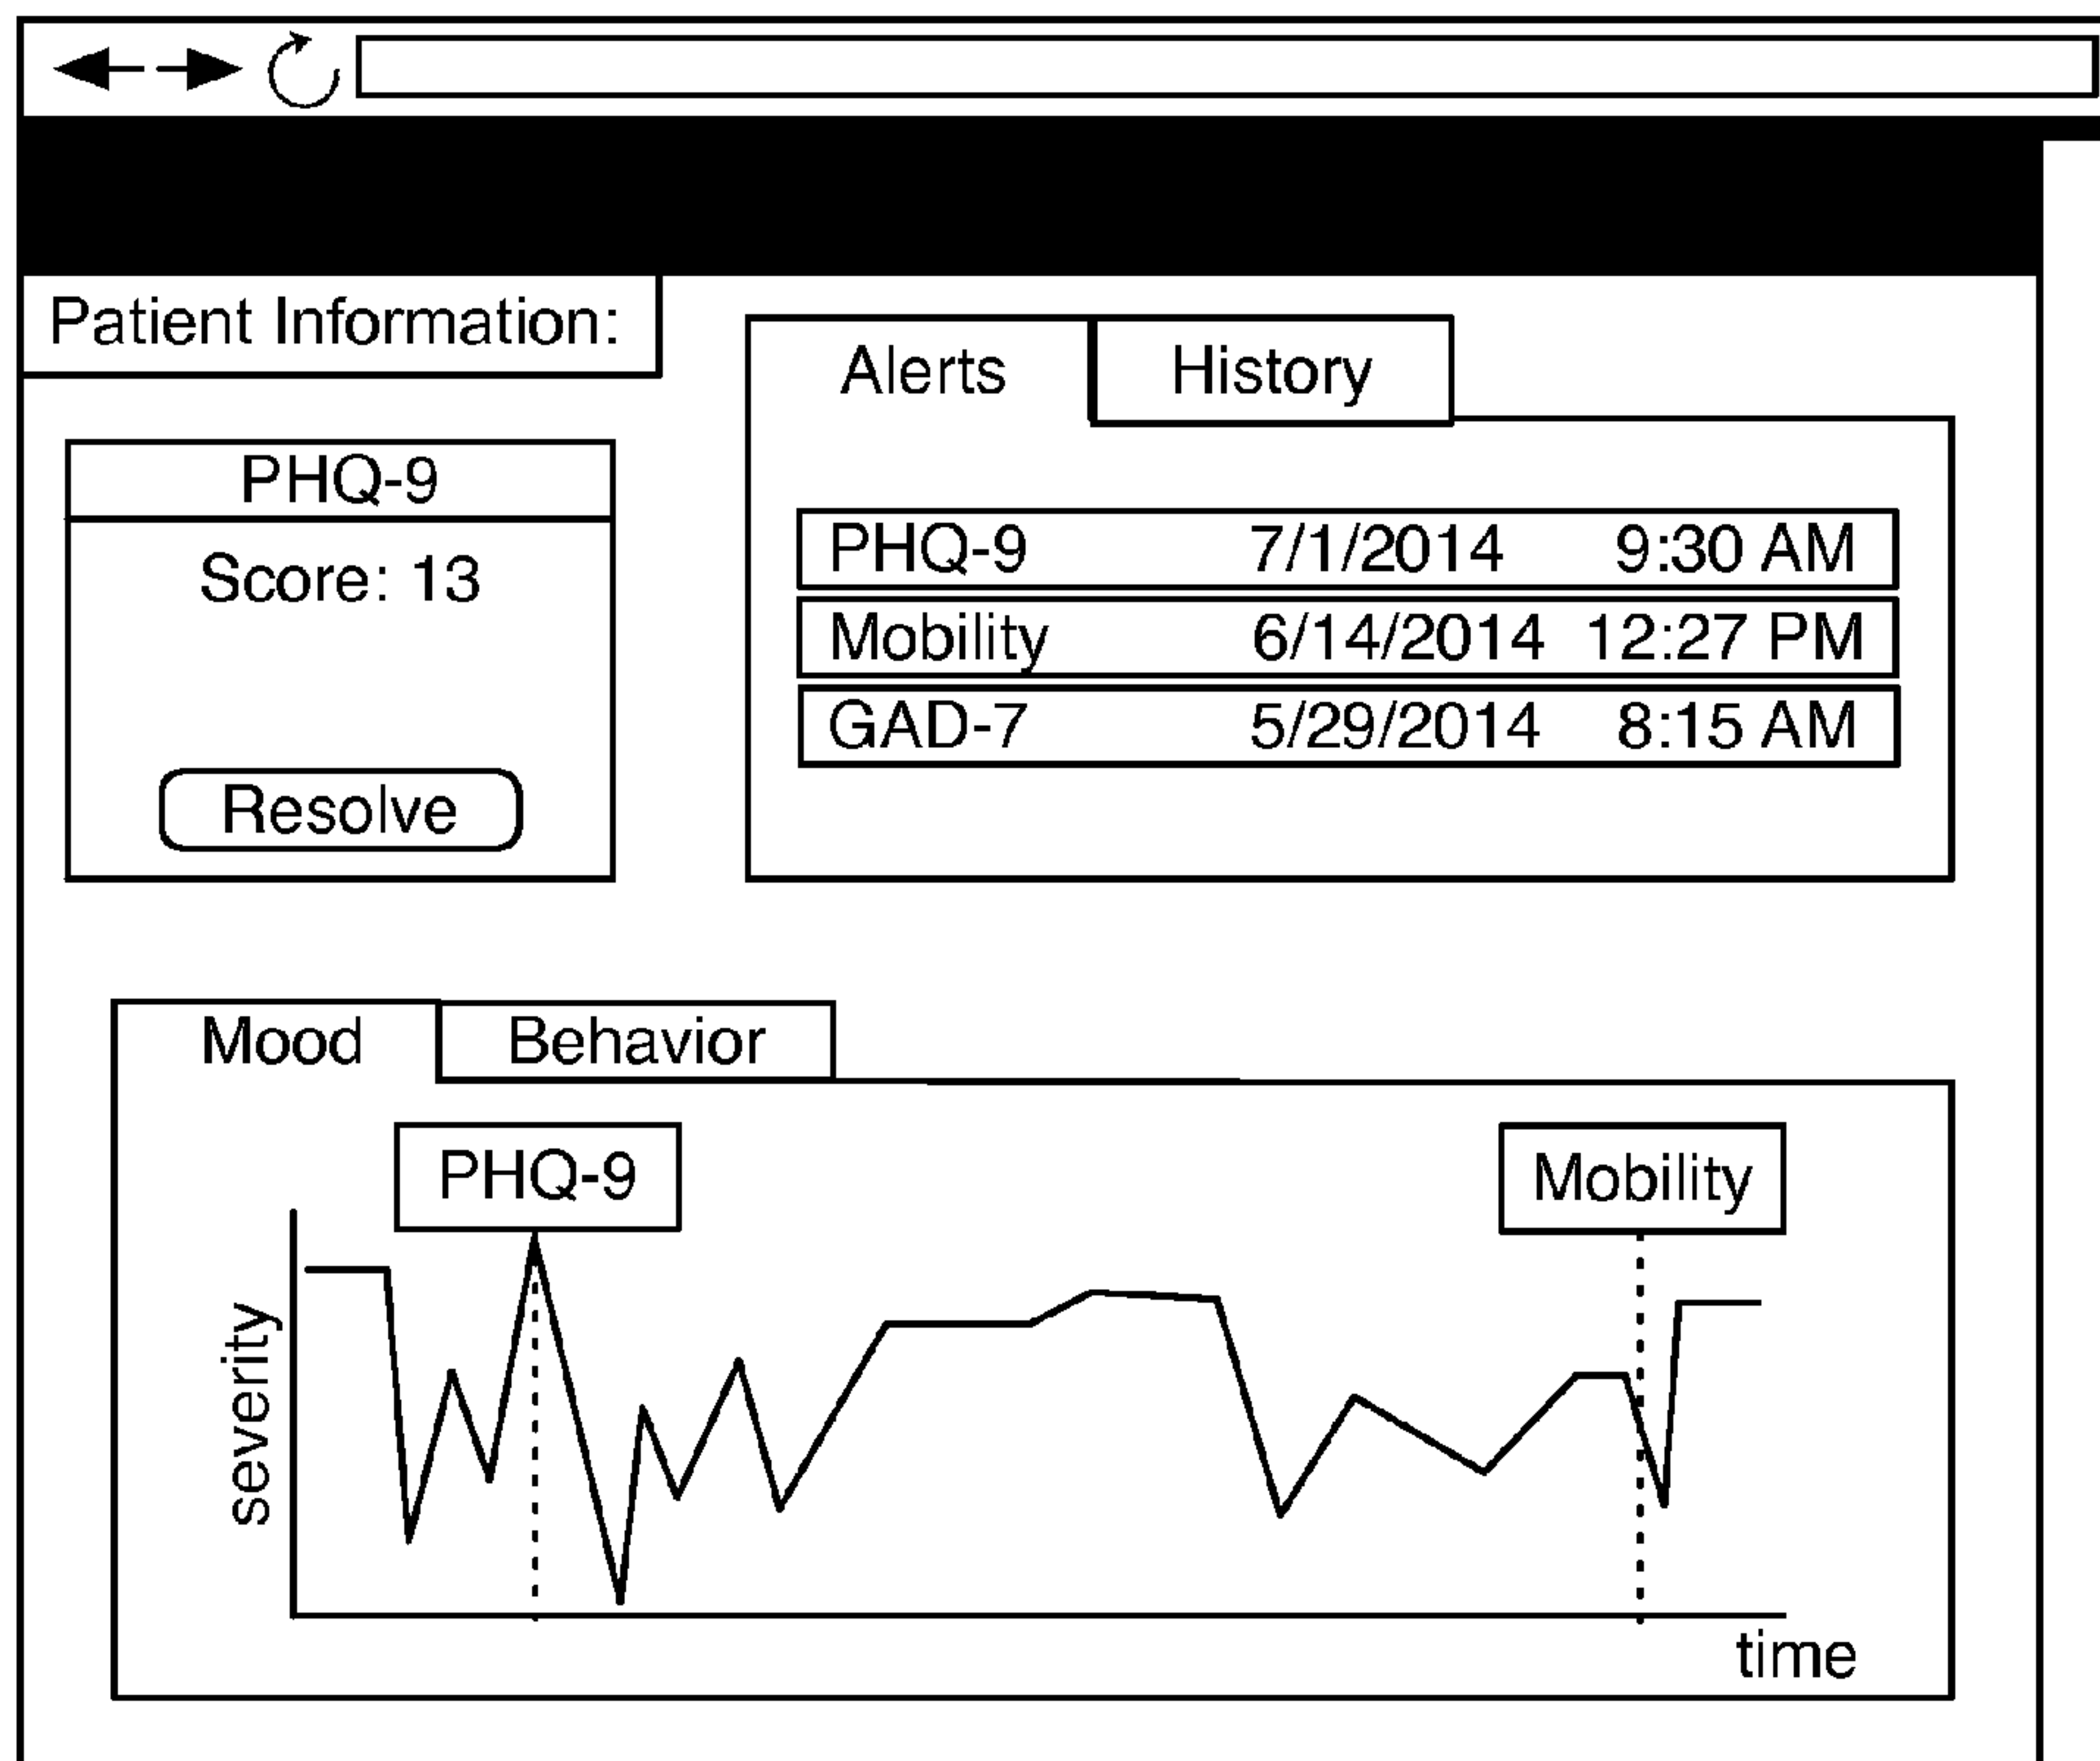 Patient Information:
Alerts
History
PHQ-9
Score: 13
Resolve
PHQ-9 7/1/2014 9:30 AM
Mobility 6/14/2014 12:27 PM
GAD-7 5/29/2014 8:15 AM
Mood
Behavior
PHQ-9
Mobility
severity
time